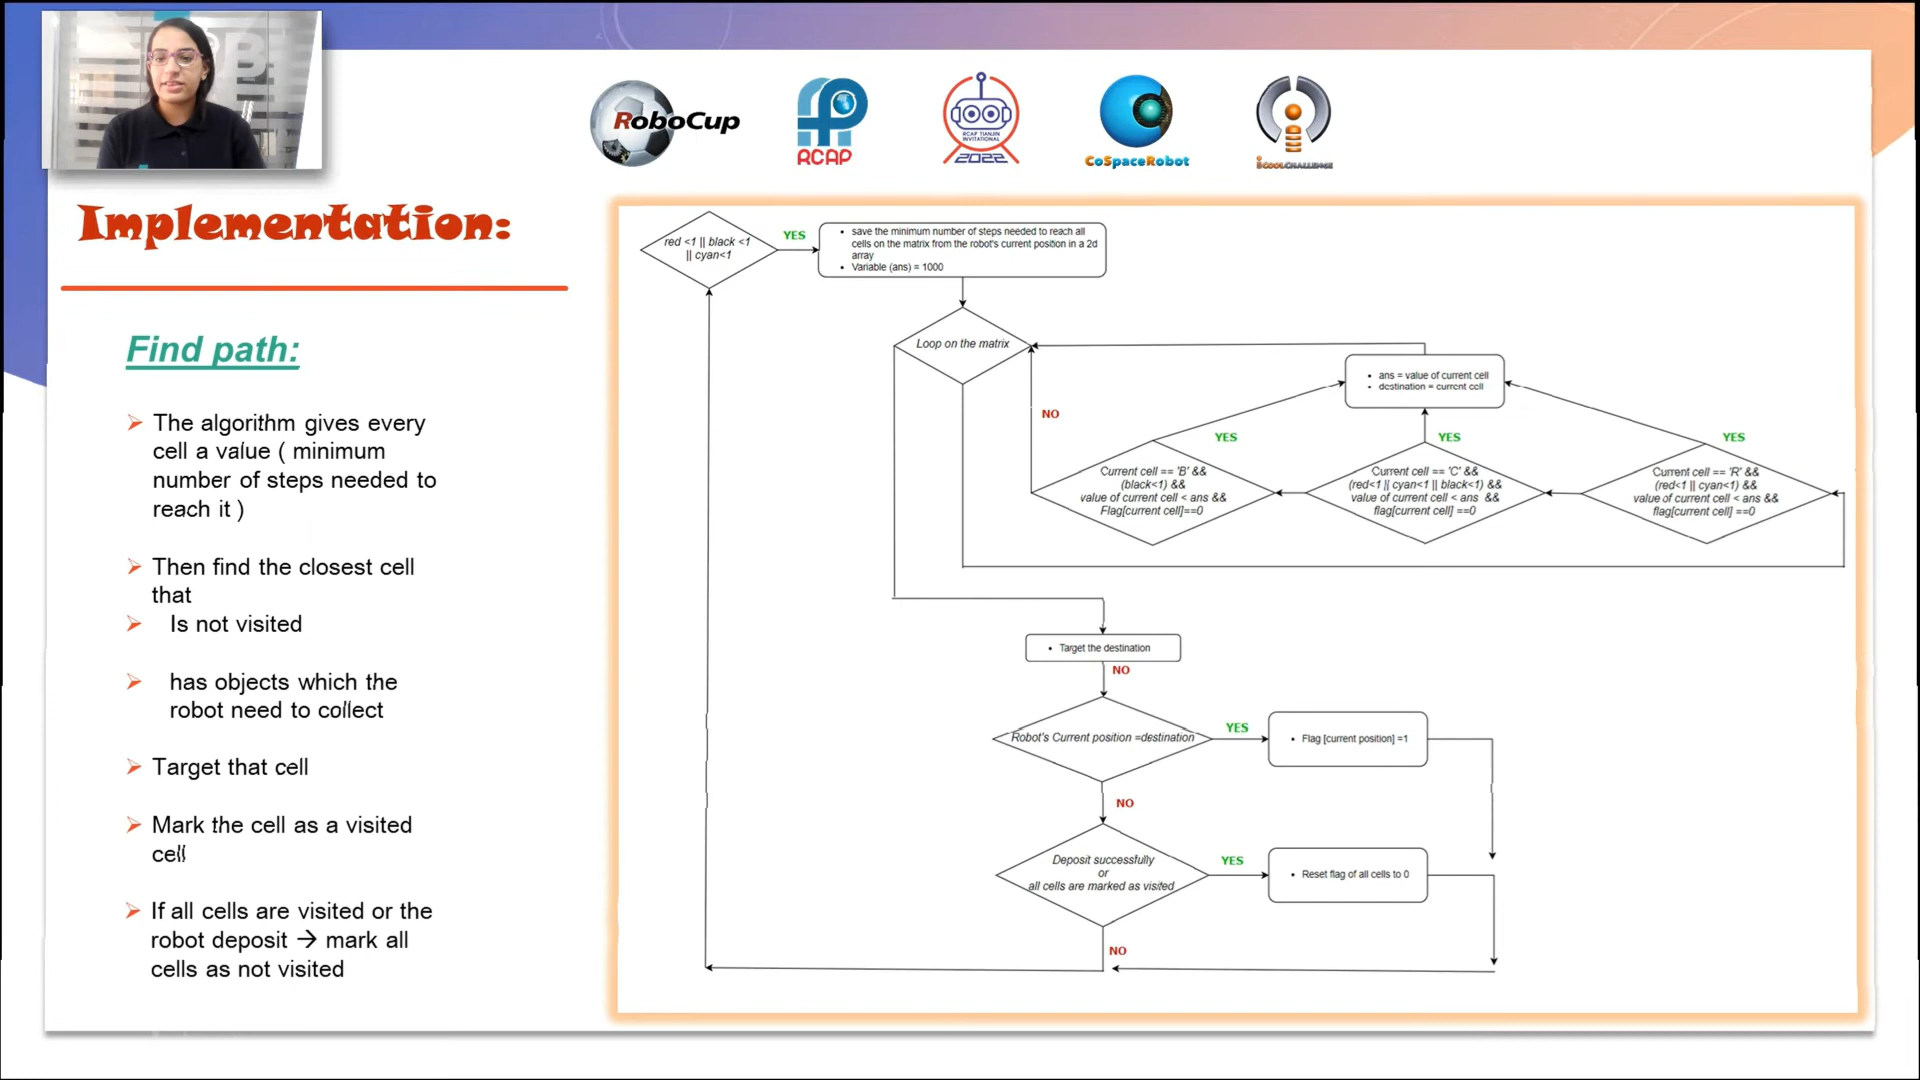 RoboCup
RCAP
RCAP TIANJIN
INVITATIONAL
2022
CoSpaceRobot
iCOOLCHALLENGE
Implementation:
Find path:
The algorithm gives every
cell a value ( minimum
number of steps needed to
reach it )
Then find the closest cell
that
Is not visited
has objects which the
robot need to collect
Target that cell
Mark the cell as a visited
cell
If all cells are visited or the
robot deposit → mark all
cells as not visited
red <1 || black <1
|| cyan<1
YES
save the minimum number of steps needed to reach all
cells on the matrix from the robot's current position in a 2d
array
Variable (ans) = 1000
Loop on the matrix
ans = value of current cell
destination = current cell
NO
YES
YES
YES
Current cell == 'B' &&
(black<1) &&
value of current cell < ans &&
Flag[current cell]==0
Current cell == 'C' &&
(red<1 || cyan<1 || black<1) &&
value of current cell < ans &&
flag[current cell] ==0
Current cell == 'R' &&
(red<1 || cyan<1) &&
value of current cell < ans &&
flag[current cell] ==0
Target the destination
NO
Robot's Current position =destination
YES
Flag [current position] =1
NO
Deposit successfully
or
all cells are marked as visited
YES
Reset flag of all cells to 0
NO